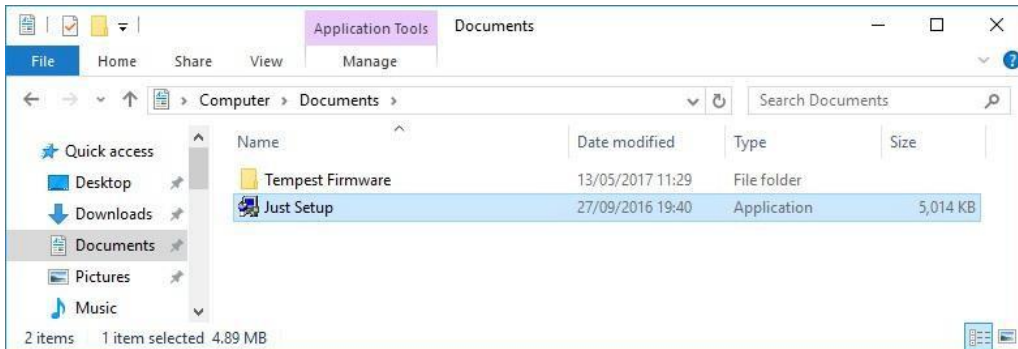 Application Tools Documents
File Home Share View Manage
Computer > Documents > Search Documents
Name Date modified Type Size
Quick access
Desktop
Downloads
Documents
Pictures
Music
Tempest Firmware 13/05/2017 11:29 File folder
Just Setup 27/09/2016 19:40 Application 5,014 KB
2 items 1 item selected 4.89 MB